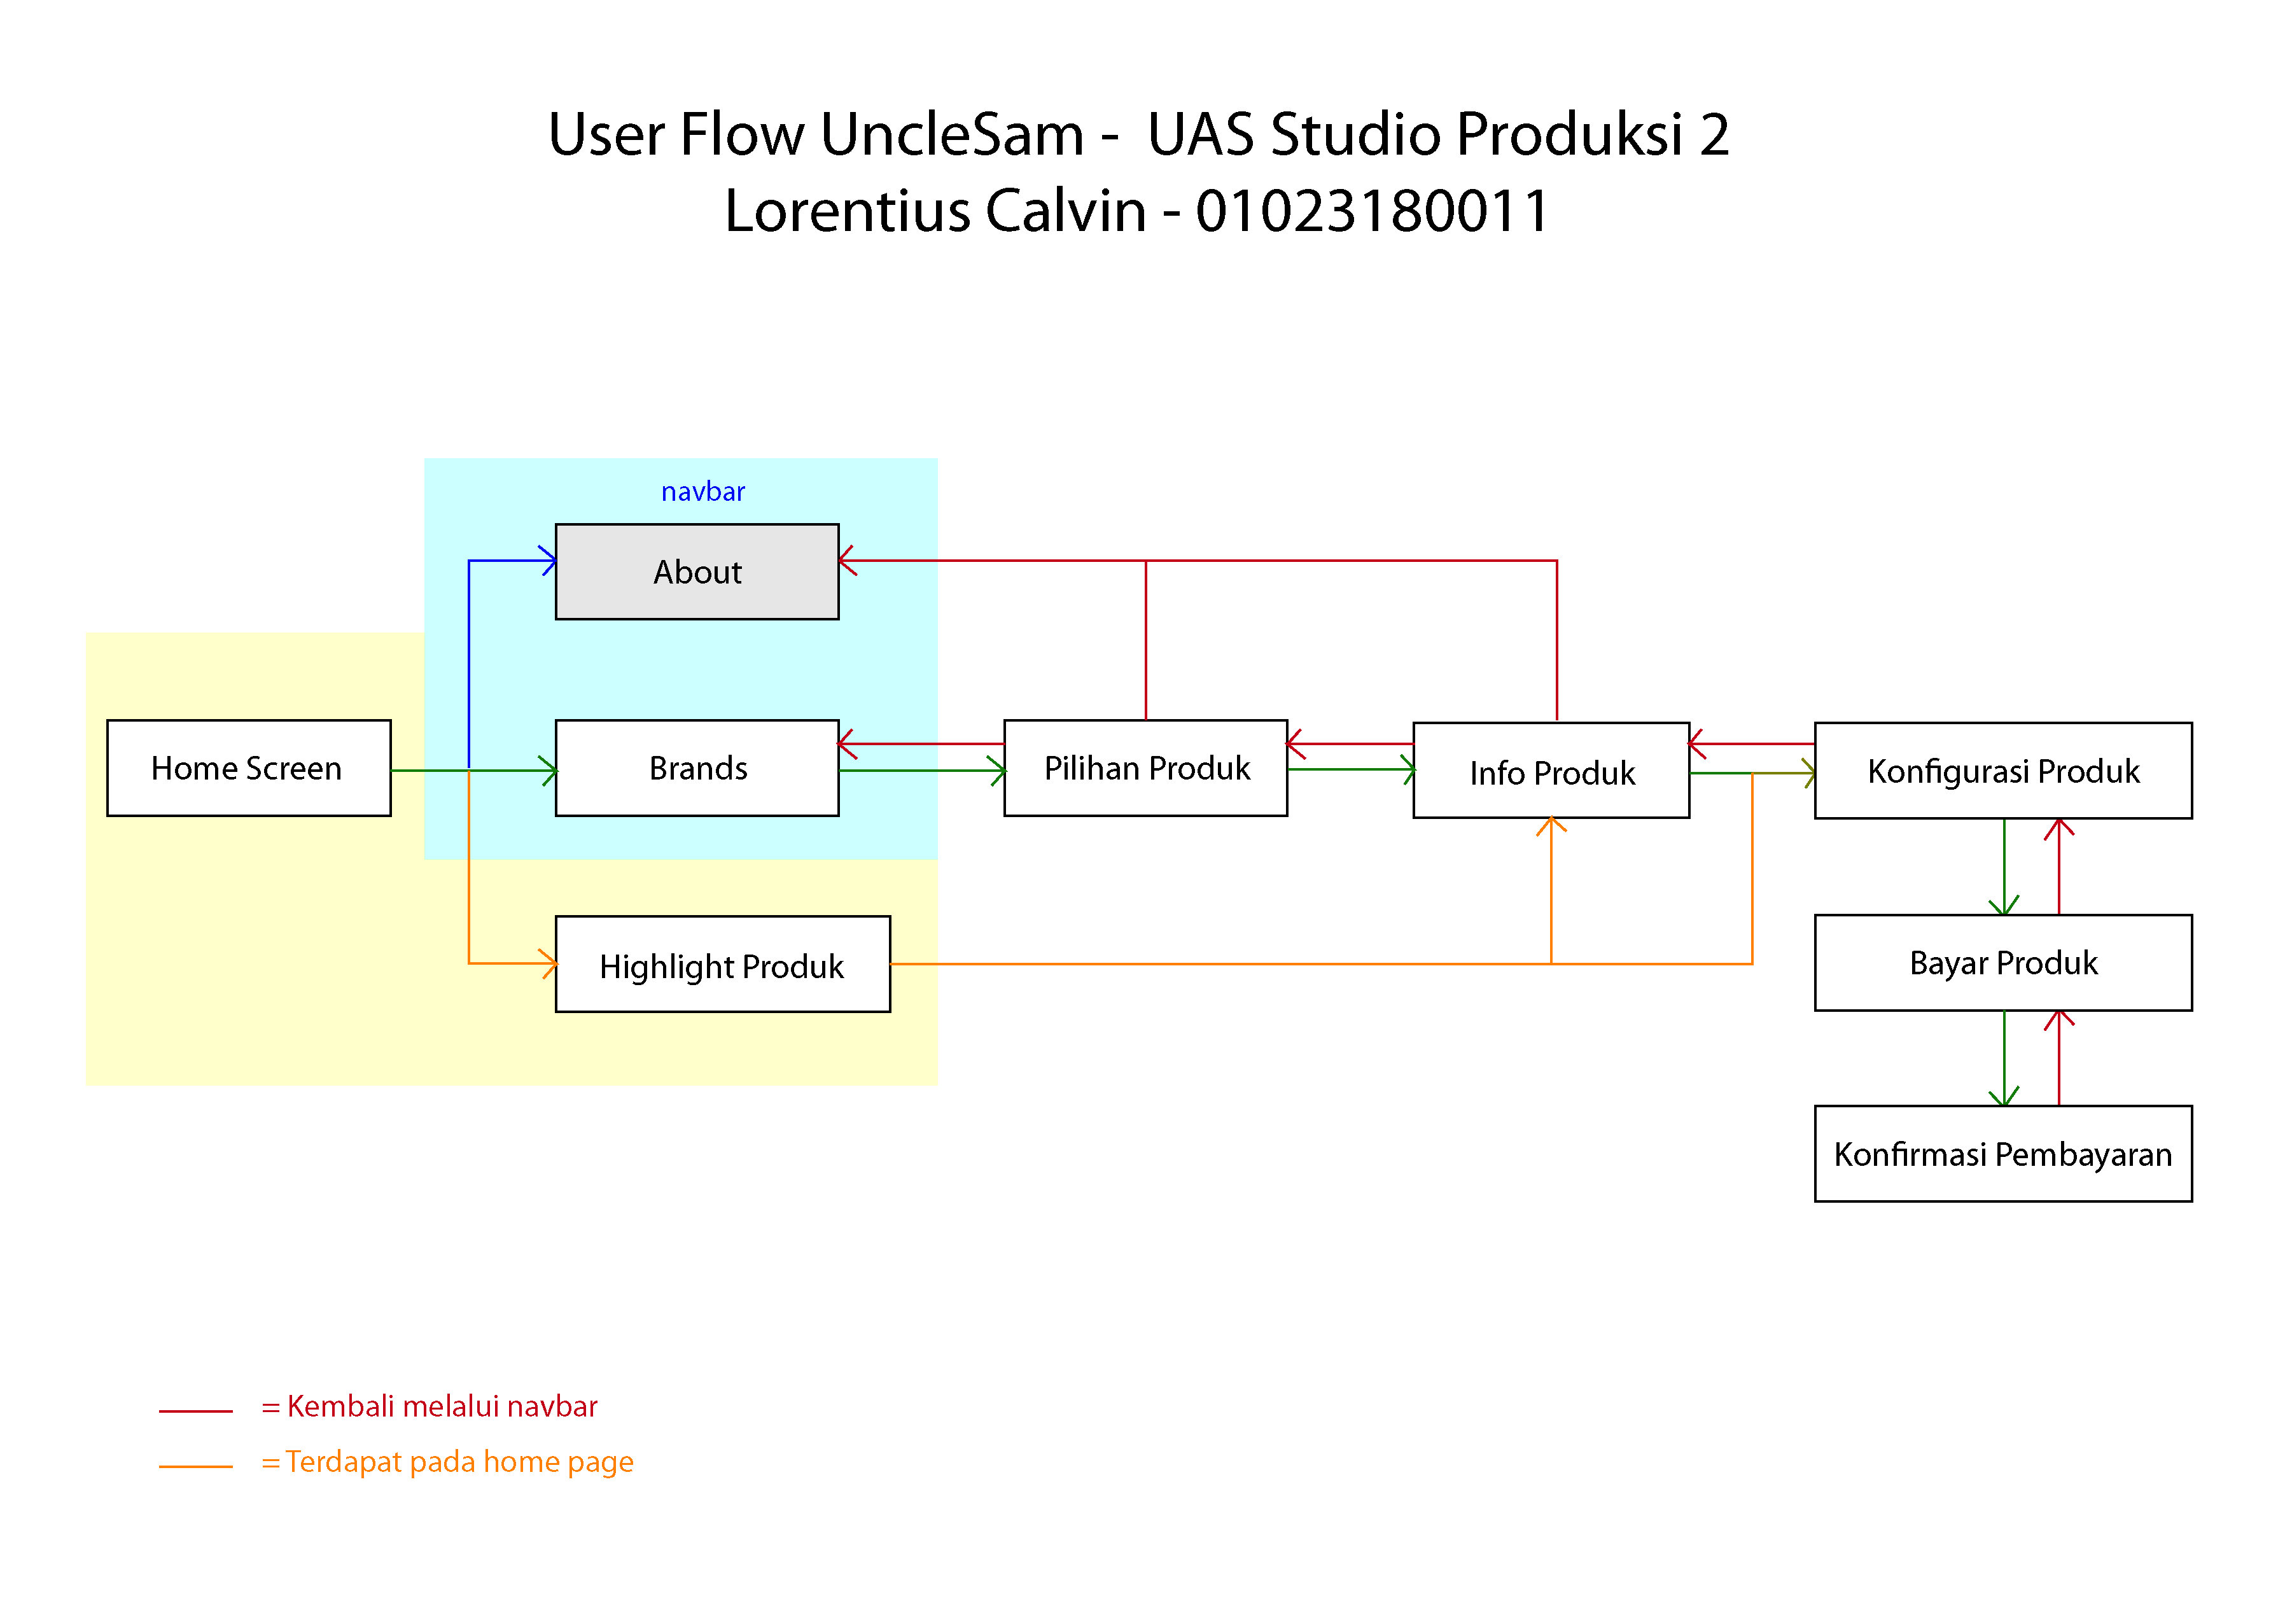 User Flow UncleSam -  UAS Studio Produksi 2
Lorentius Calvin - 01023180011
navbar
About
Home Screen
Brands
Pilihan Produk
Info Produk
Konfigurasi Produk
Highlight Produk
Bayar Produk
Konfirmasi Pembayaran
= Kembali melalui navbar
= Terdapat pada home page